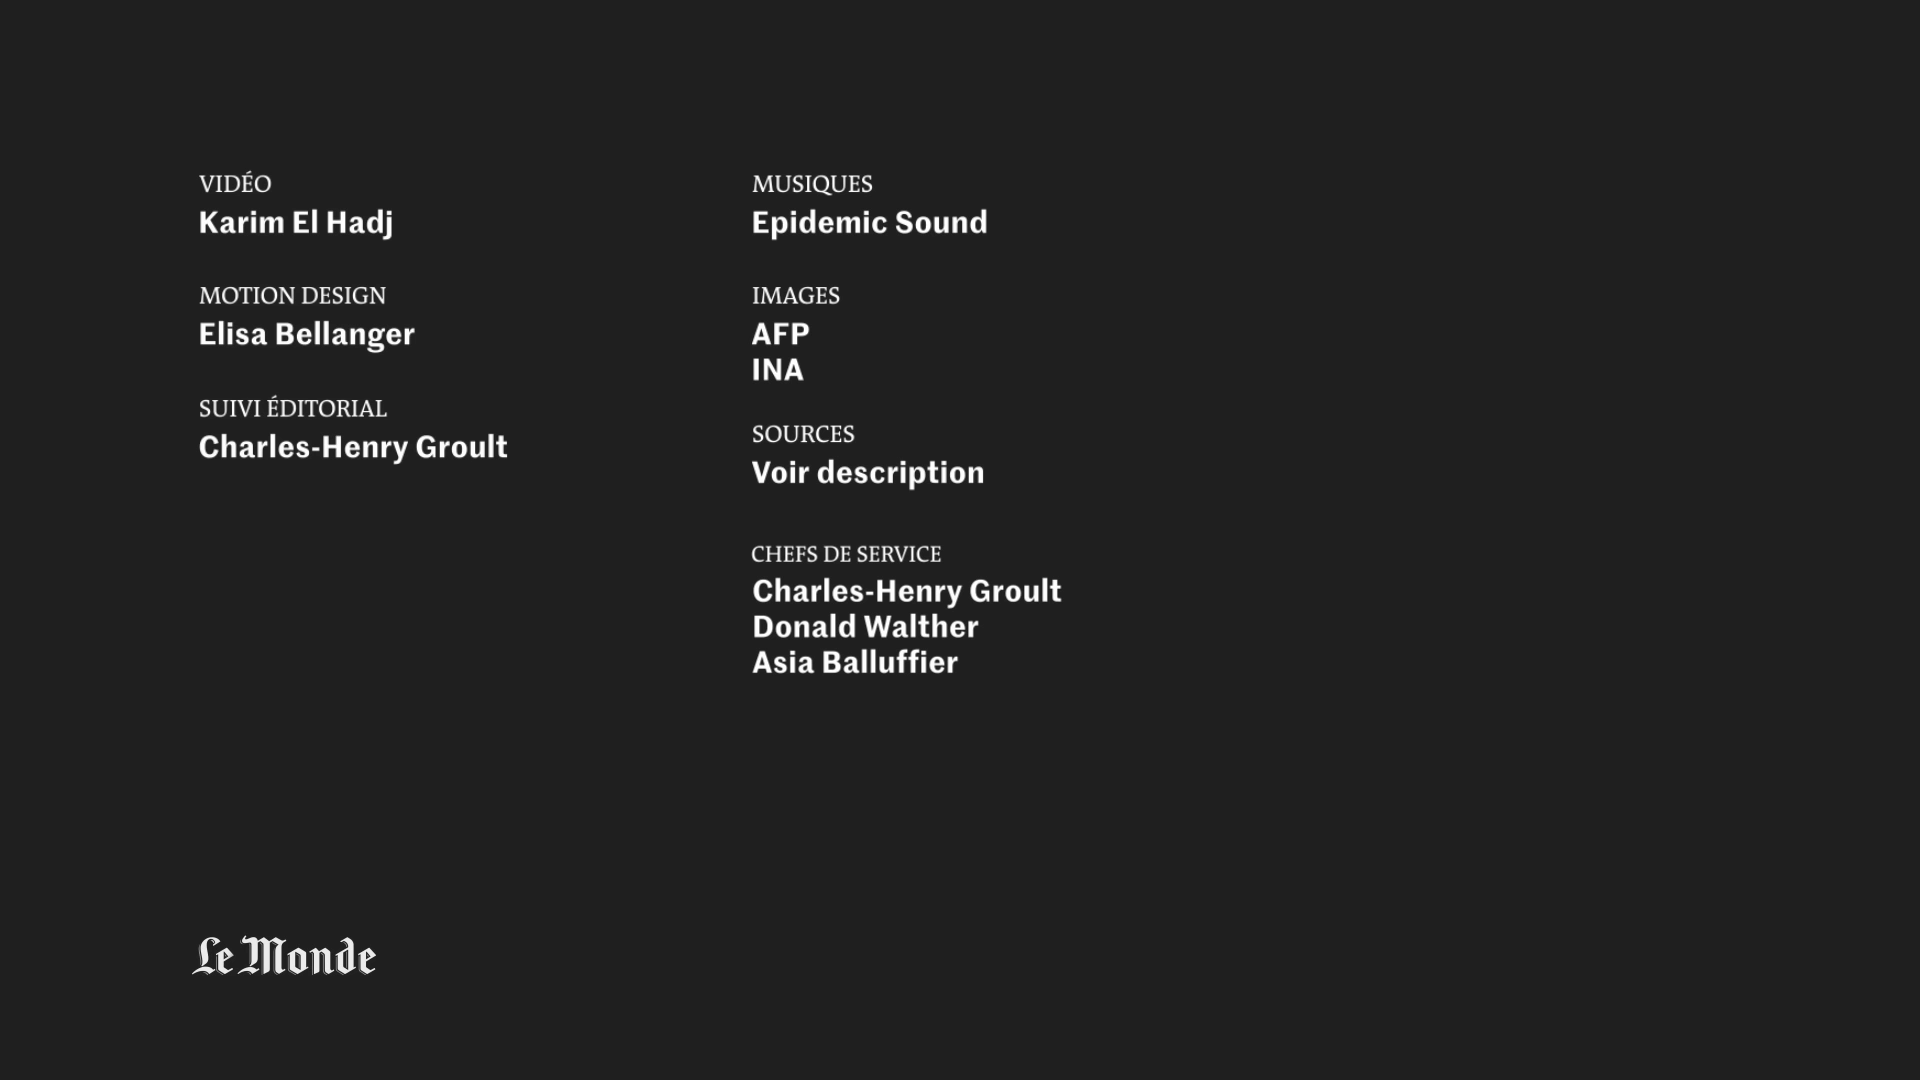 VIDÉO
Karim El Hadj
MOTION DESIGN
Elisa Bellanger
SUIVI ÉDITORIAL
Charles-Henry Groult
MUSIQUES
Epidemic Sound
IMAGES
AFP
INA
SOURCES
Voir description
CHEFS DE SERVICE
Charles-Henry Groult
Donald Walther
Asia Balluffier
Le Monde